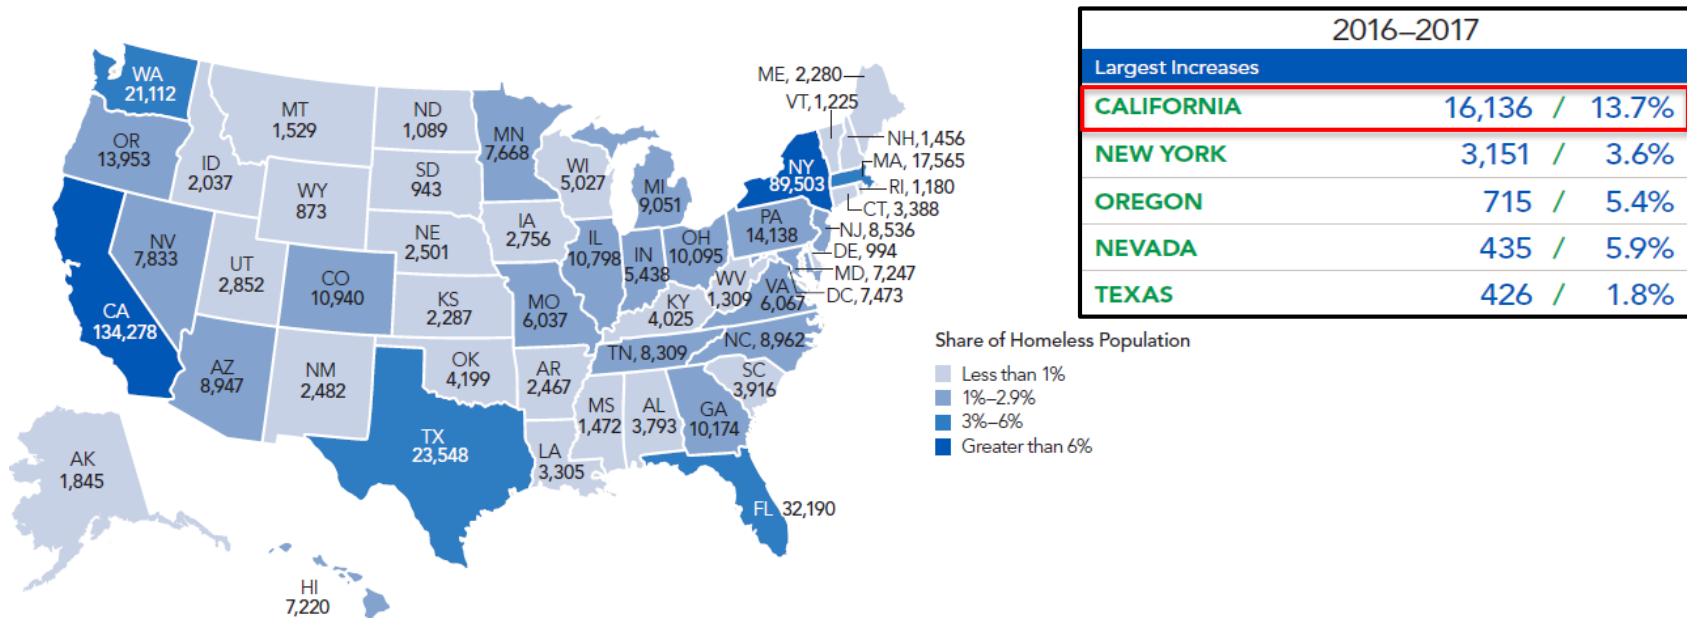 WA
21,112
OR
13,953
CA
134,278
NV
7,833
ID
2,037
MT
1,529
WY
873
UT
2,852
AZ
8,947
CO
10,940
NM
2,482
ND
1,089
SD
943
NE
2,501
KS
2,287
OK
4,199
TX
23,548
MN
7,668
IA
2,756
MO
6,037
AR
2,467
LA
3,305
WI
5,027
IL
10,798
MI
9,051
IN
5,438
OH
10,095
KY
4,025
TN, 8,309
MS
1,472
AL
3,793
GA
10,174
FL 32,190
SC
3,916
NC, 8,962
VA
6,067
WV
1,309
PA
14,138
NY
89,503
ME, 2,280
VT, 1,225
NH, 1,456
MA, 17,565
RI, 1,180
CT, 3,388
NJ, 8,536
DE, 994
MD, 7,247
DC, 7,473
AK
1,845
HI
7,220
2016–2017
Largest Increases
CALIFORNIA 16,136 / 13.7%
NEW YORK 3,151 / 3.6%
OREGON 715 / 5.4%
NEVADA 435 / 5.9%
TEXAS 426 / 1.8%
Share of Homeless Population
Less than 1%
1%–2.9%
3%–6%
Greater than 6%